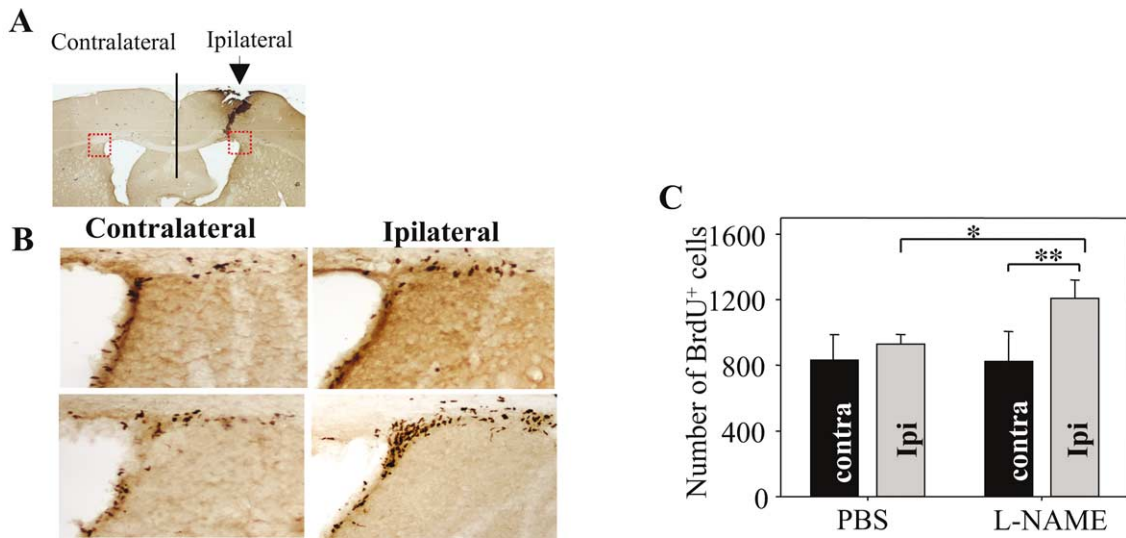 A
Contralateral
Ipilateral
B
Contralateral
Ipilateral
C
Number of BrdU⁺ cells
1600
1200
800
400
0
*
**
contra
Ipi
contra
Ipi
PBS
L-NAME